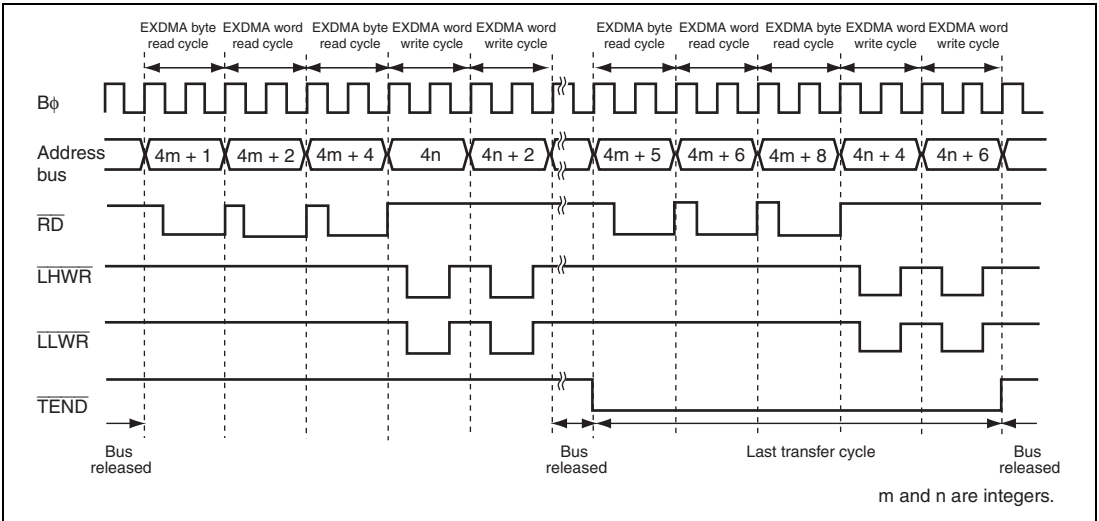 EXDMA byte read cycle EXDMA word read cycle EXDMA byte read cycle EXDMA word write cycle EXDMA word write cycle EXDMA byte read cycle EXDMA word read cycle EXDMA byte read cycle EXDMA word write cycle EXDMA word write cycle
Bϕ
Address bus 4m + 1 4m + 2 4m + 4 4n 4n + 2 4m + 5 4m + 6 4m + 8 4n + 4 4n + 6
RD
LHWR
LLWR
TEND
Bus released Bus released Last transfer cycle Bus released
m and n are integers.